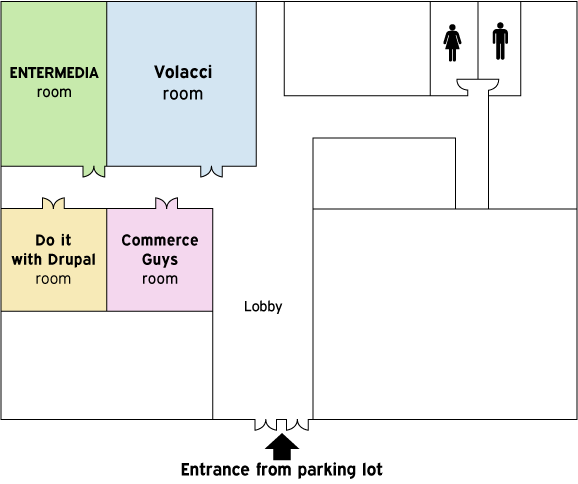 ENTERMEDIA
room
Volacci
room
Do it
with Drupal
room
Commerce
Guys
room
Lobby
Entrance from parking lot